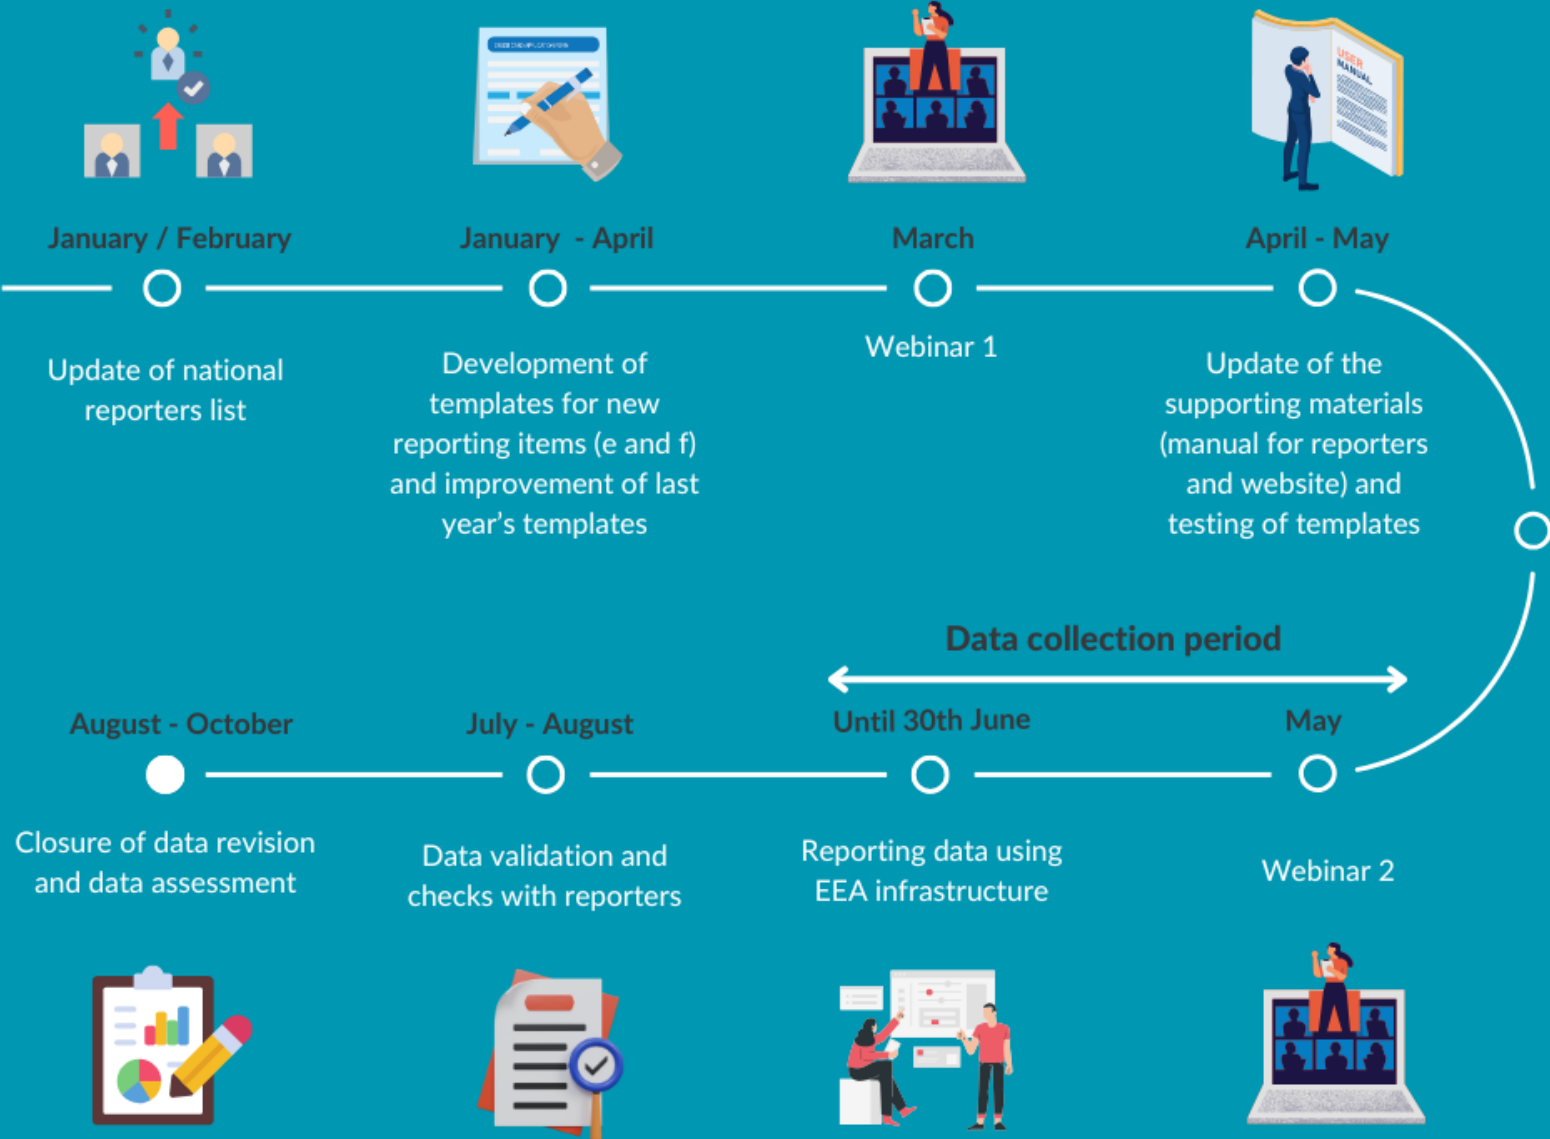 USER
MANUAL
January / February
January - April
March
April - May
Update of national
reporters list
Development of
templates for new
reporting items (e and f)
and improvement of last
year's templates
Webinar 1
Update of the
supporting materials
(manual for reporters
and website) and
testing of templates
Data collection period
August - October
July - August
Until 30th June
May
Closure of data revision
and data assessment
Data validation and
checks with reporters
Reporting data using
EEA infrastructure
Webinar 2